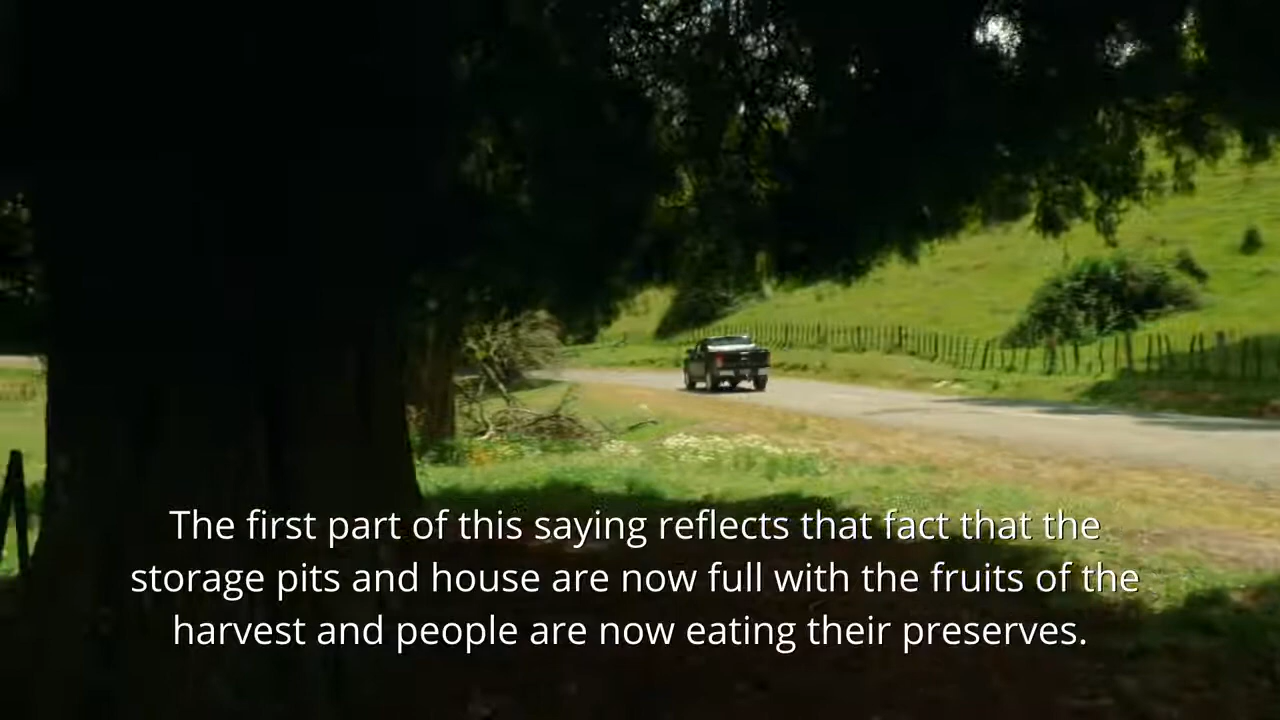 The first part of this saying reflects that fact that the
storage pits and house are now full with the fruits of the
harvest and people are now eating their preserves.